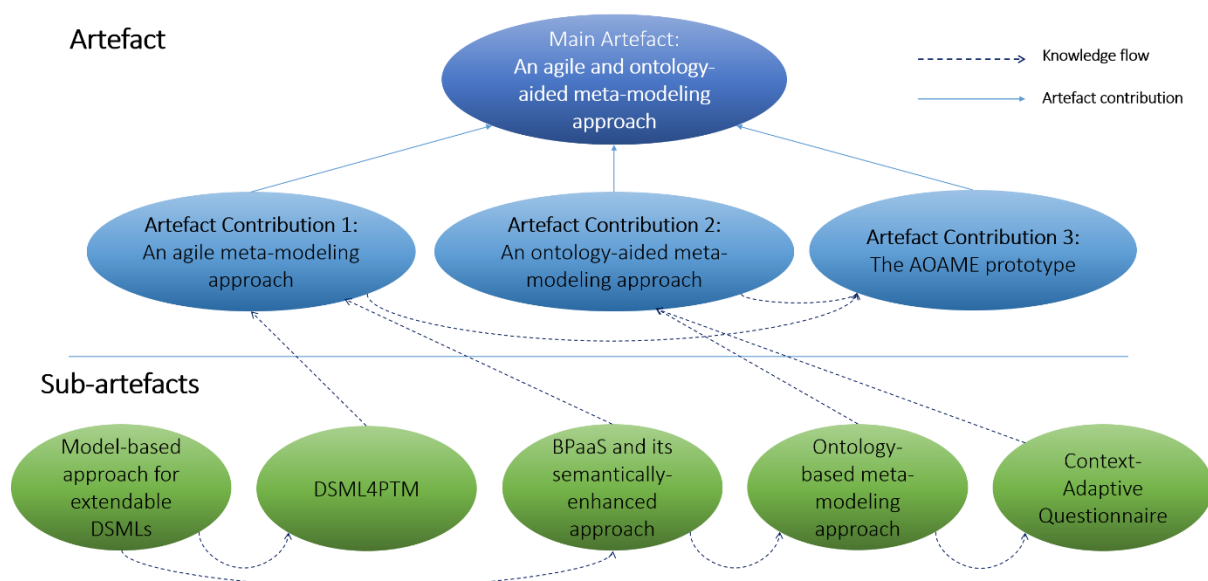 Artefact
Main Artefact:
An agile and ontology-
aided meta-modeling
approach
Knowledge flow
Artefact contribution
Artefact Contribution 1:
An agile meta-modeling
approach
Artefact Contribution 2:
An ontology-aided meta-
modeling approach
Artefact Contribution 3:
The AOAME prototype
Sub-artefacts
Model-based
approach for
extendable
DSMLs
DSML4PTM
BPaaS and its
semantically-
enhanced
approach
Ontology-
based meta-
modeling
approach
Context-
Adaptive
Questionnaire